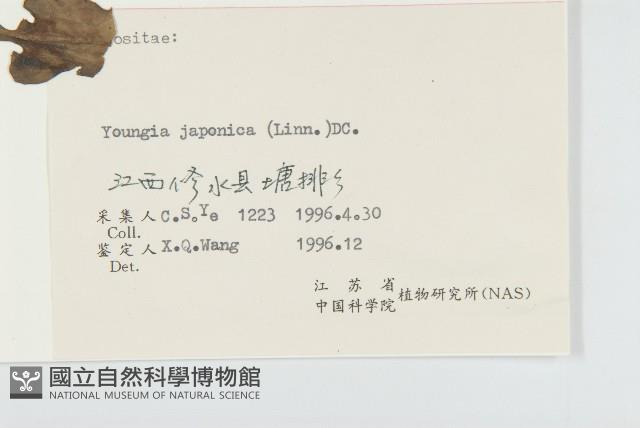 ositae:
Youngia japonica (Linn.)DC.
江西修水县塘排乡
采集人 C.S.Ye 1223 1996.4.30
Coll.
鉴定人 X.Q.Wang 1996.12
Det.
江苏省
中国科学院 植物研究所(NAS)
國立自然科學博物館
NATIONAL MUSEUM OF NATURAL SCIENCE